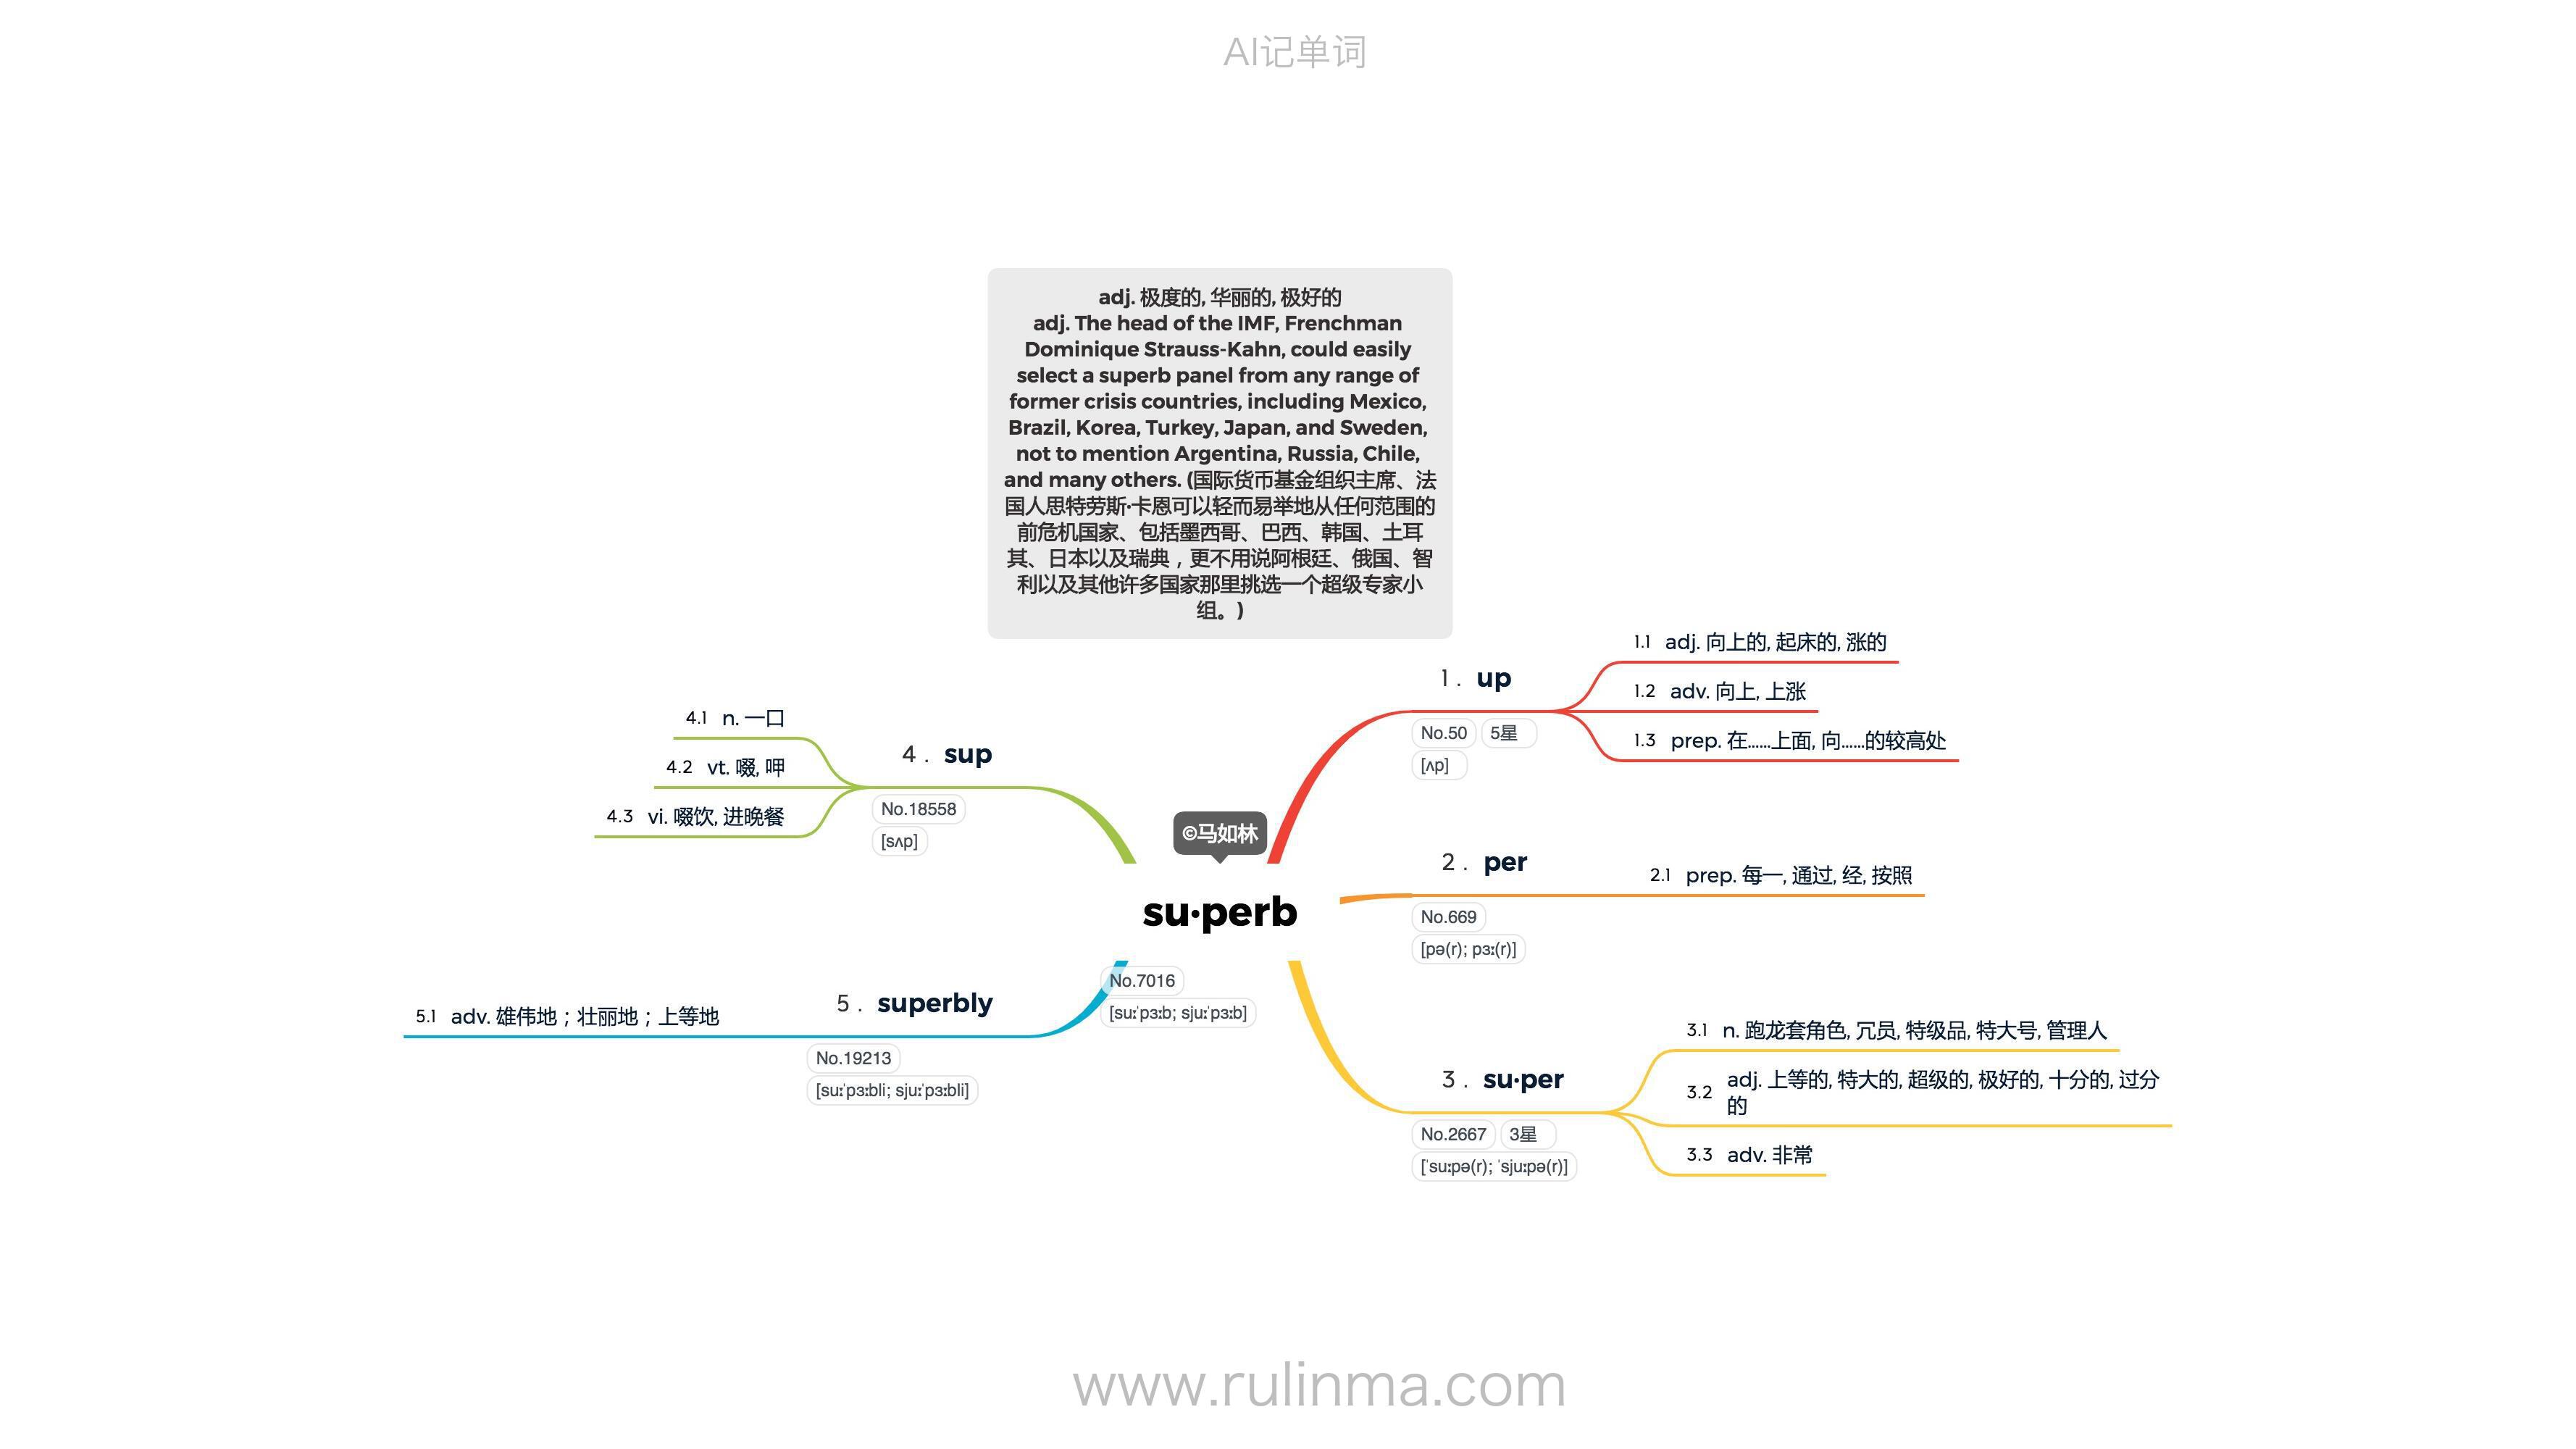 AI记单词
adj. 极度的, 华丽的, 极好的
adj. The head of the IMF, Frenchman
Dominique Strauss-Kahn, could easily
select a superb panel from any range of
former crisis countries, including Mexico,
Brazil, Korea, Turkey, Japan, and Sweden,
not to mention Argentina, Russia, Chile,
and many others. (国际货币基金组织主席、法
国人思特劳斯·卡恩可以轻而易举地从任何范围的
前危机国家、包括墨西哥、巴西、韩国、土耳
其、日本以及瑞典，更不用说阿根廷、俄国、智
利以及其他许多国家那里挑选一个超级专家小
组。)
©马如林
su·perb
No.7016
[suːˈpɜːb; sjuːˈpɜːb]
1. up
No.50 5星
[ʌp]
1.1 adj. 向上的, 起床的, 涨的
1.2 adv. 向上, 上涨
1.3 prep. 在……上面, 向……的较高处
2. per
No.669
[pə(r); pɜː(r)]
2.1 prep. 每一, 通过, 经, 按照
3. su·per
No.2667 3星
[ˈsuːpə(r); ˈsjuːpə(r)]
3.1 n. 跑龙套角色, 冗员, 特级品, 特大号, 管理人
3.2 adj. 上等的, 特大的, 超级的, 极好的, 十分的, 过分
的
3.3 adv. 非常
4. sup
No.18558
[sʌp]
4.1 n. 一口
4.2 vt. 啜, 呷
4.3 vi. 啜饮, 进晚餐
5. superbly
No.19213
[suːˈpɜːbli; sjuːˈpɜːbli]
5.1 adv. 雄伟地；壮丽地；上等地
www.rulinma.com